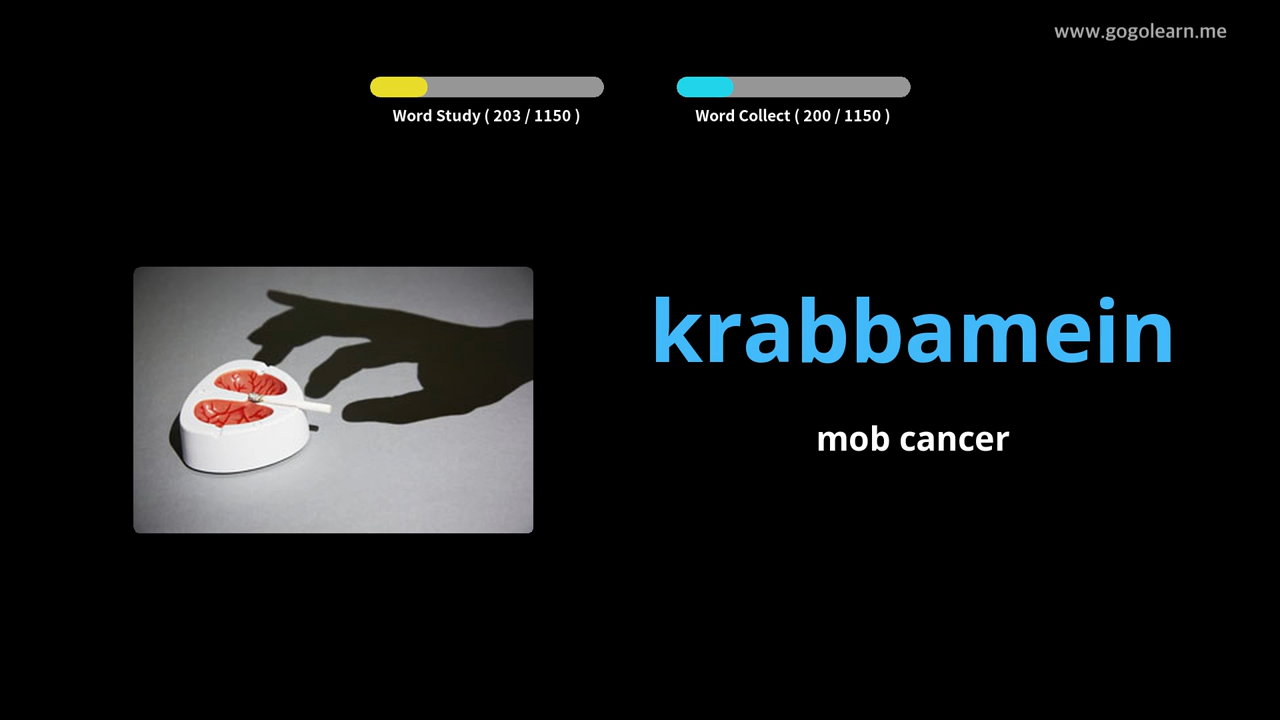 www.gogolearn.me
Word Study ( 203 / 1150 )
Word Collect ( 200 / 1150 )
krabbamein
mob cancer